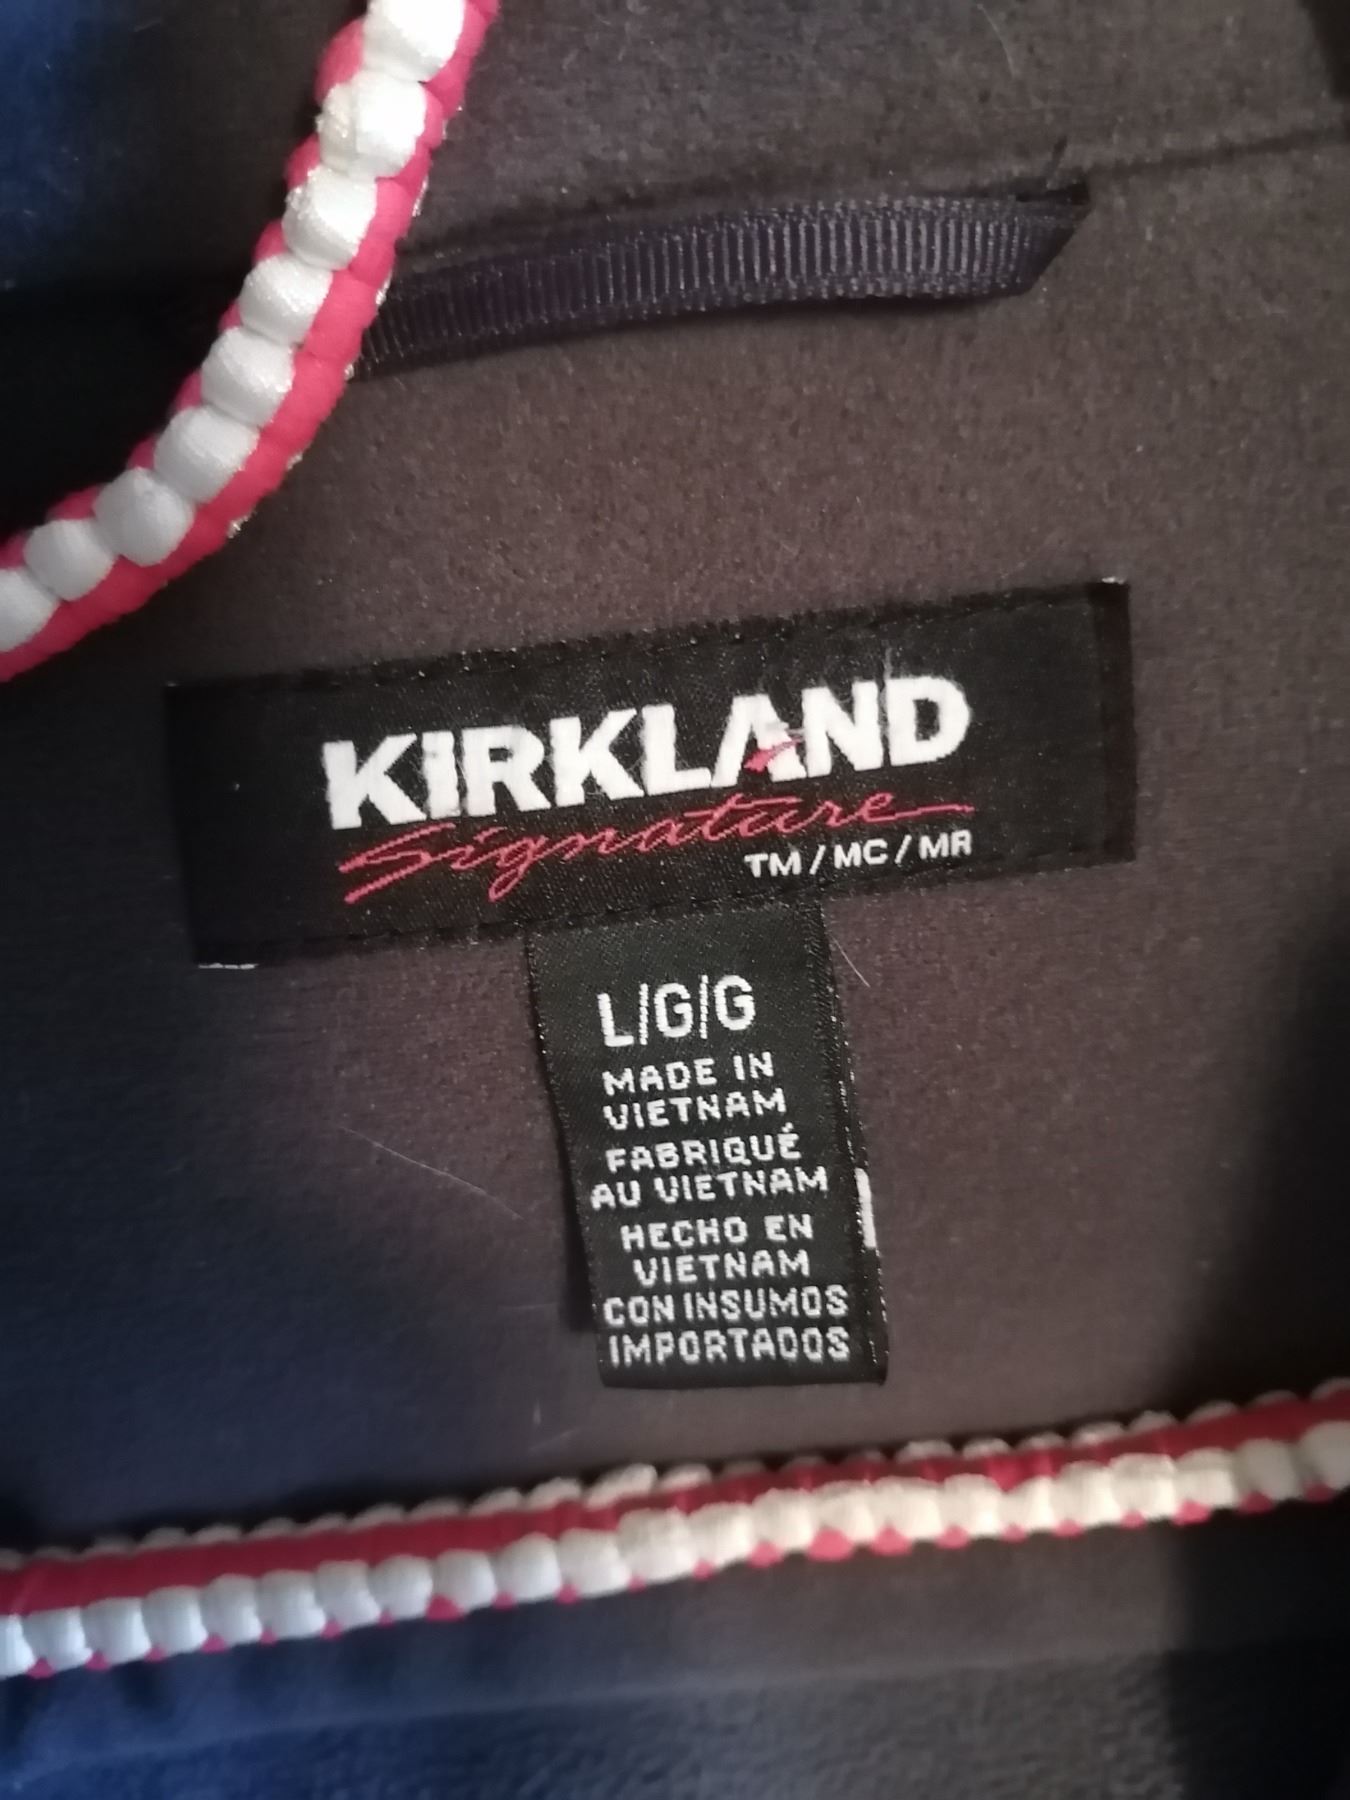 KIRKLAND
Signature
TM/MC/MR
L/G/G
MADE IN
VIETNAM
FABRIQUÉ
AU VIETNAM
HECHO EN
VIETNAM
CON INSUMOS
IMPORTADOS